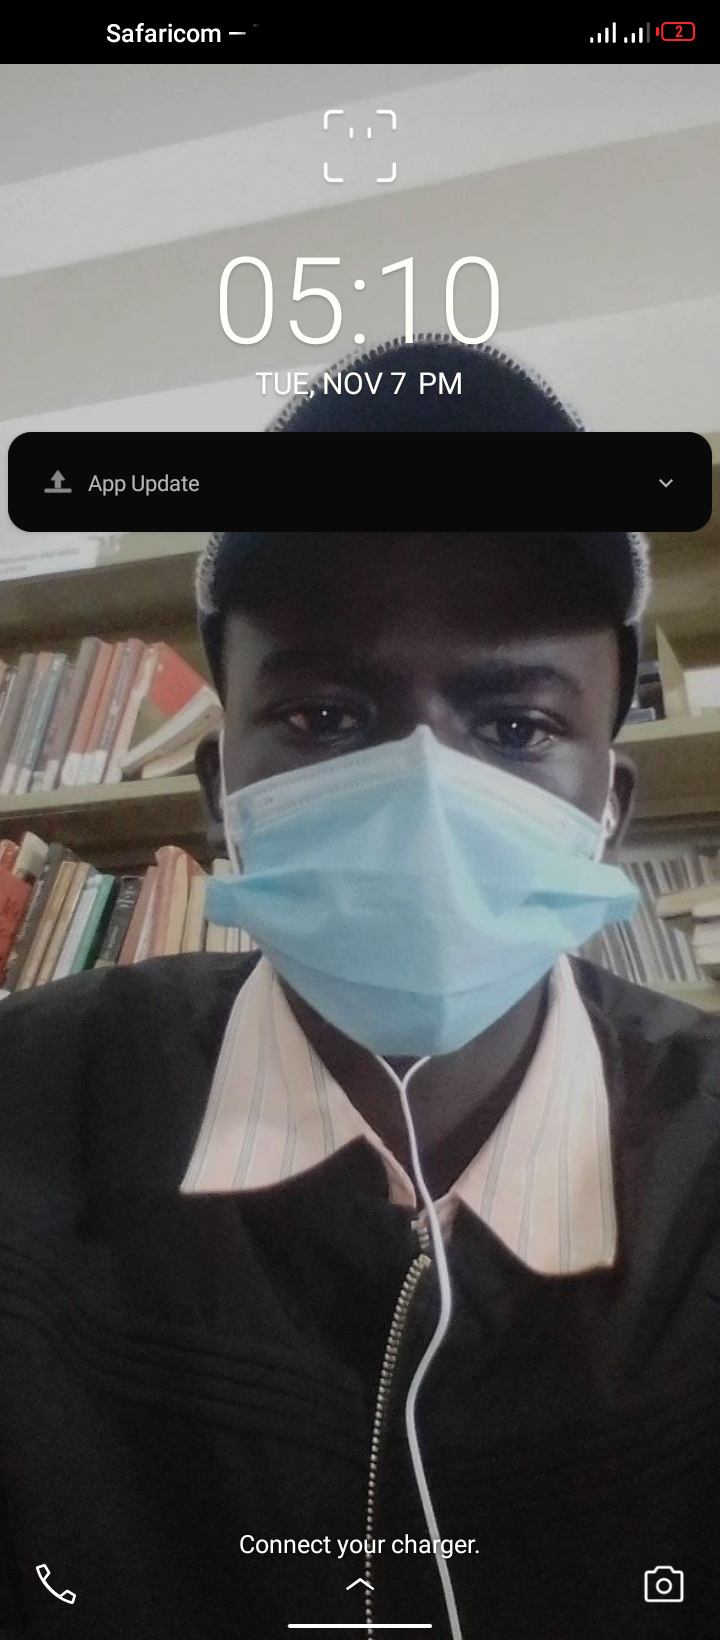 Safaricom –
2
05:10
TUE, NOV 7 PM
App Update
Connect your charger.